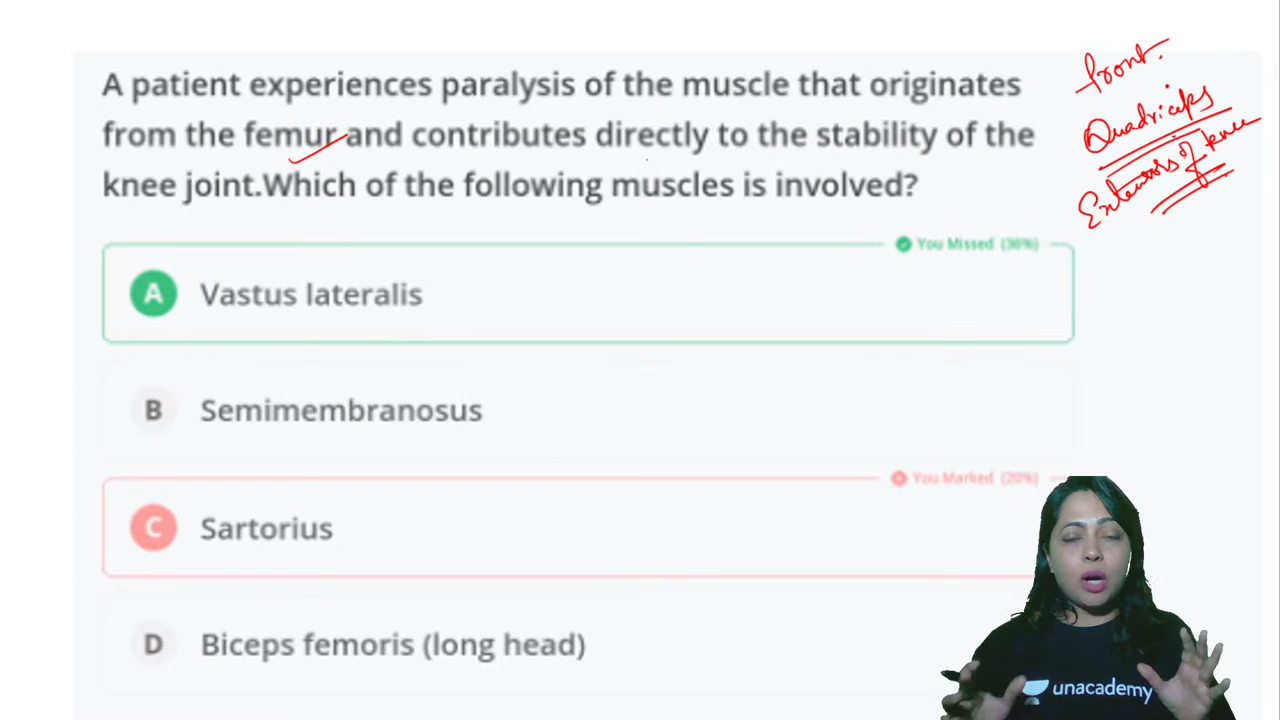 A patient experiences paralysis of the muscle that originates
from the femur and contributes directly to the stability of the
knee joint.Which of the following muscles is involved?
front.
Quadriceps
Extensors of knee
You Missed (36%)
A Vastus lateralis
B Semimembranosus
You Marked (20%)
C Sartorius
D Biceps femoris (long head)
unacademy